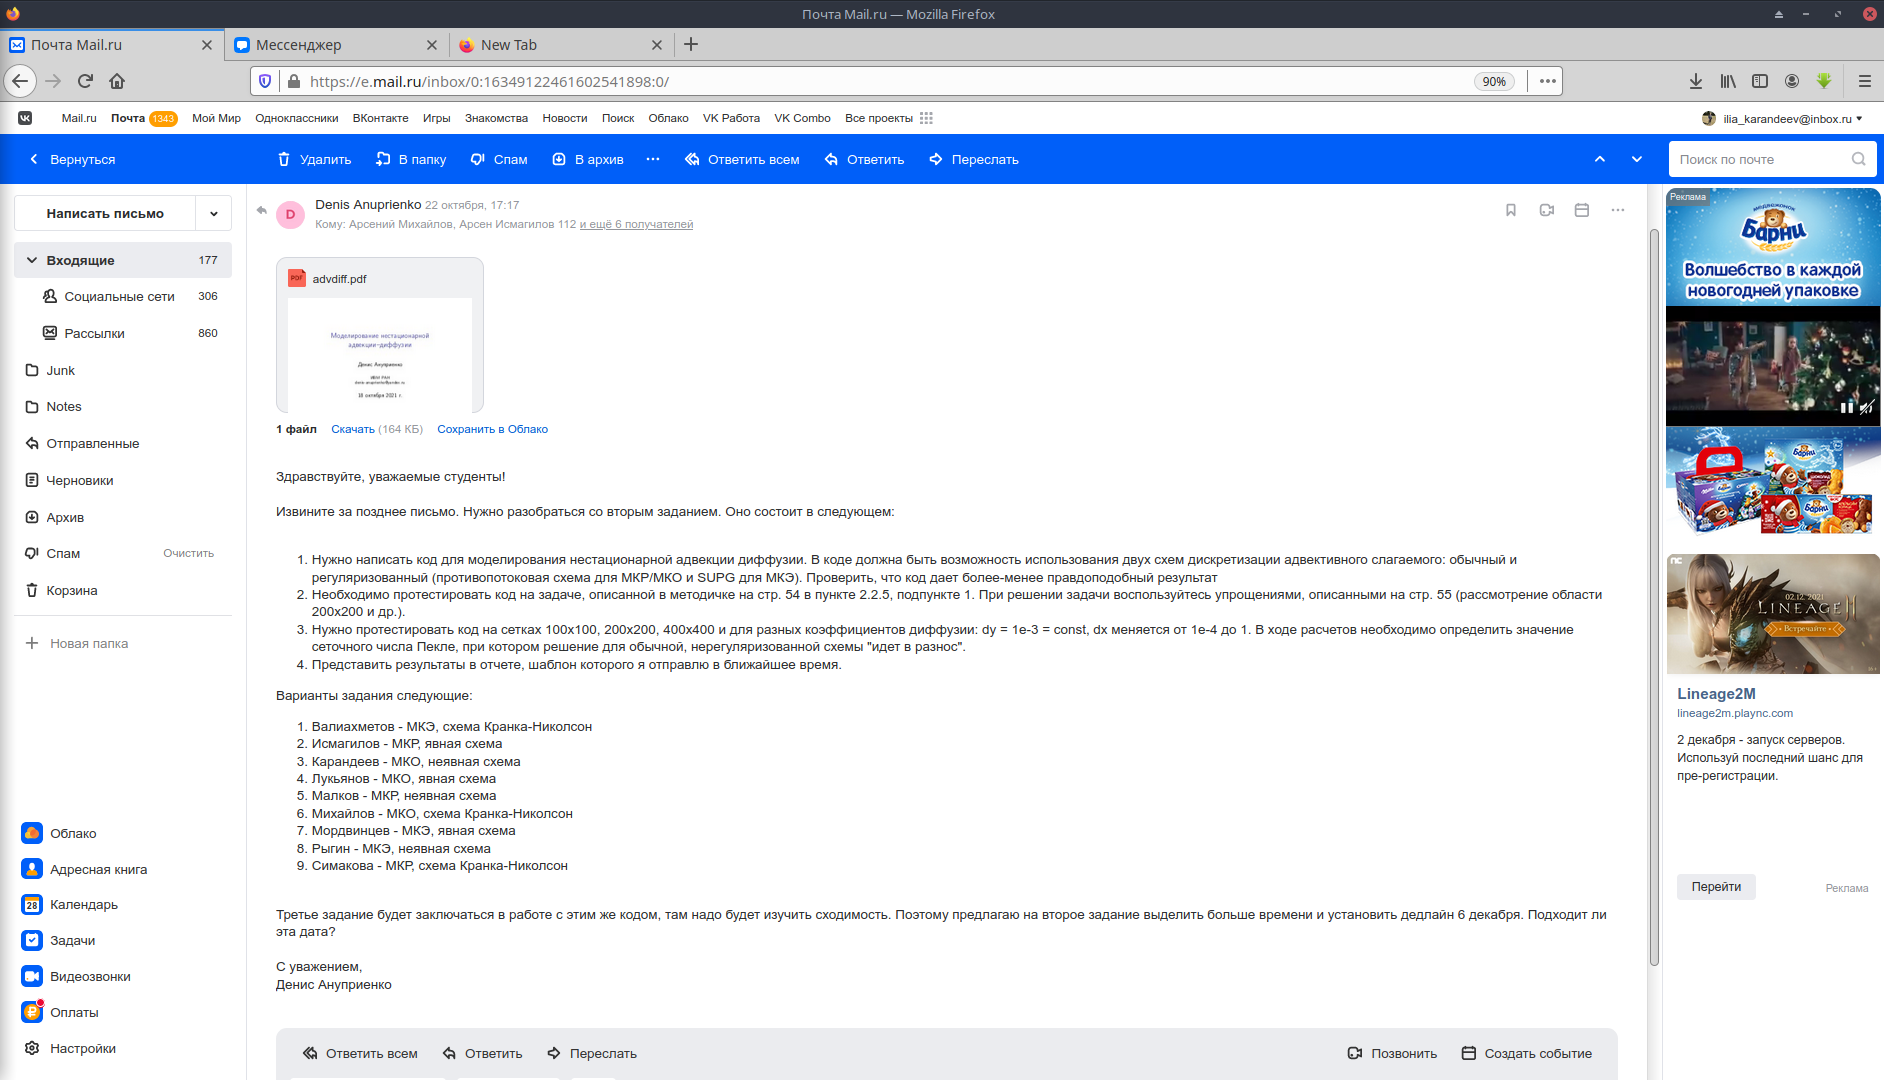 Почта Mail.ru — Mozilla Firefox
Почта Mail.ru
Мессенджер
New Tab
https://e.mail.ru/inbox/0:16349122461602541898:0/
90%
Mail.ru Почта 1343 Мой Мир Одноклассники ВКонтакте Игры Знакомства Новости Поиск Облако VK Работа VK Combo Все проекты
ilia_karandeev@inbox.ru
Вернуться
Удалить В папку Спам В архив Ответить всем Ответить Переслать
Поиск по почте
Написать письмо
Входящие 177
Социальные сети 306
Рассылки 860
Junk
Notes
Отправленные
Черновики
Архив
Спам Очистить
Корзина
Новая папка
Облако
Адресная книга
28
Календарь
Задачи
Видеозвонки
Оплаты
Настройки
D
Denis Anuprienko 22 октября, 17:17
Кому: Арсений Михайлов, Арсен Исмагилов 112 и ещё 6 получателей
PDF
advdiff.pdf
Моделирование нестационарной
адвекции-диффузии
Денис Ануприенко
18 октября 2021 г.
1 файл Скачать (164 КБ) Сохранить в Облако
Здравствуйте, уважаемые студенты!
Извините за позднее письмо. Нужно разобраться со вторым заданием. Оно состоит в следующем:
1. Нужно написать код для моделирования нестационарной адвекции диффузии. В коде должна быть возможность использования двух схем дискретизации адвективного слагаемого: обычный и
регуляризованный (противопотоковая схема для МКР/МКО и SUPG для МКЭ). Проверить, что код дает более-менее правдоподобный результат
2. Необходимо протестировать код на задаче, описанной в методичке на стр. 54 в пункте 2.2.5, подпункте 1. При решении задачи воспользуйтесь упрощениями, описанными на стр. 55 (рассмотрение области
200x200 и др.).
3. Нужно протестировать код на сетках 100x100, 200x200, 400x400 и для разных коэффициентов диффузии: dy = 1e-3 = const, dx меняется от 1e-4 до 1. В ходе расчетов необходимо определить значение
сеточного числа Пекле, при котором решение для обычной, нерегуляризованной схемы "идет в разнос".
4. Представить результаты в отчете, шаблон которого я отправлю в ближайшее время.
Варианты задания следующие:
1. Валиахметов - МКЭ, схема Кранка-Николсон
2. Исмагилов - МКР, явная схема
3. Карандеев - МКО, неявная схема
4. Лукьянов - МКО, явная схема
5. Малков - МКР, неявная схема
6. Михайлов - МКО, схема Кранка-Николсон
7. Мордвинцев - МКЭ, явная схема
8. Рыгин - МКЭ, неявная схема
9. Симакова - МКР, схема Кранка-Николсон
Третье задание будет заключаться в работе с этим же кодом, там надо будет изучить сходимость. Поэтому предлагаю на второе задание выделить больше времени и установить дедлайн 6 декабря. Подходит ли
эта дата?
С уважением,
Денис Ануприенко
Ответить всем Ответить Переслать
Позвонить Создать событие
Реклама
МЕДВЕЖОНОК
Барни
Волшебство в каждой
новогодней упаковке
Барни
Барни
Барни
nc
02.12.2021
LINEAGE II
Встречайте
Lineage2M
lineage2m.plaync.com
2 декабря - запуск серверов.
Используй последний шанс для
пре-регистрации.
Перейти
Реклама